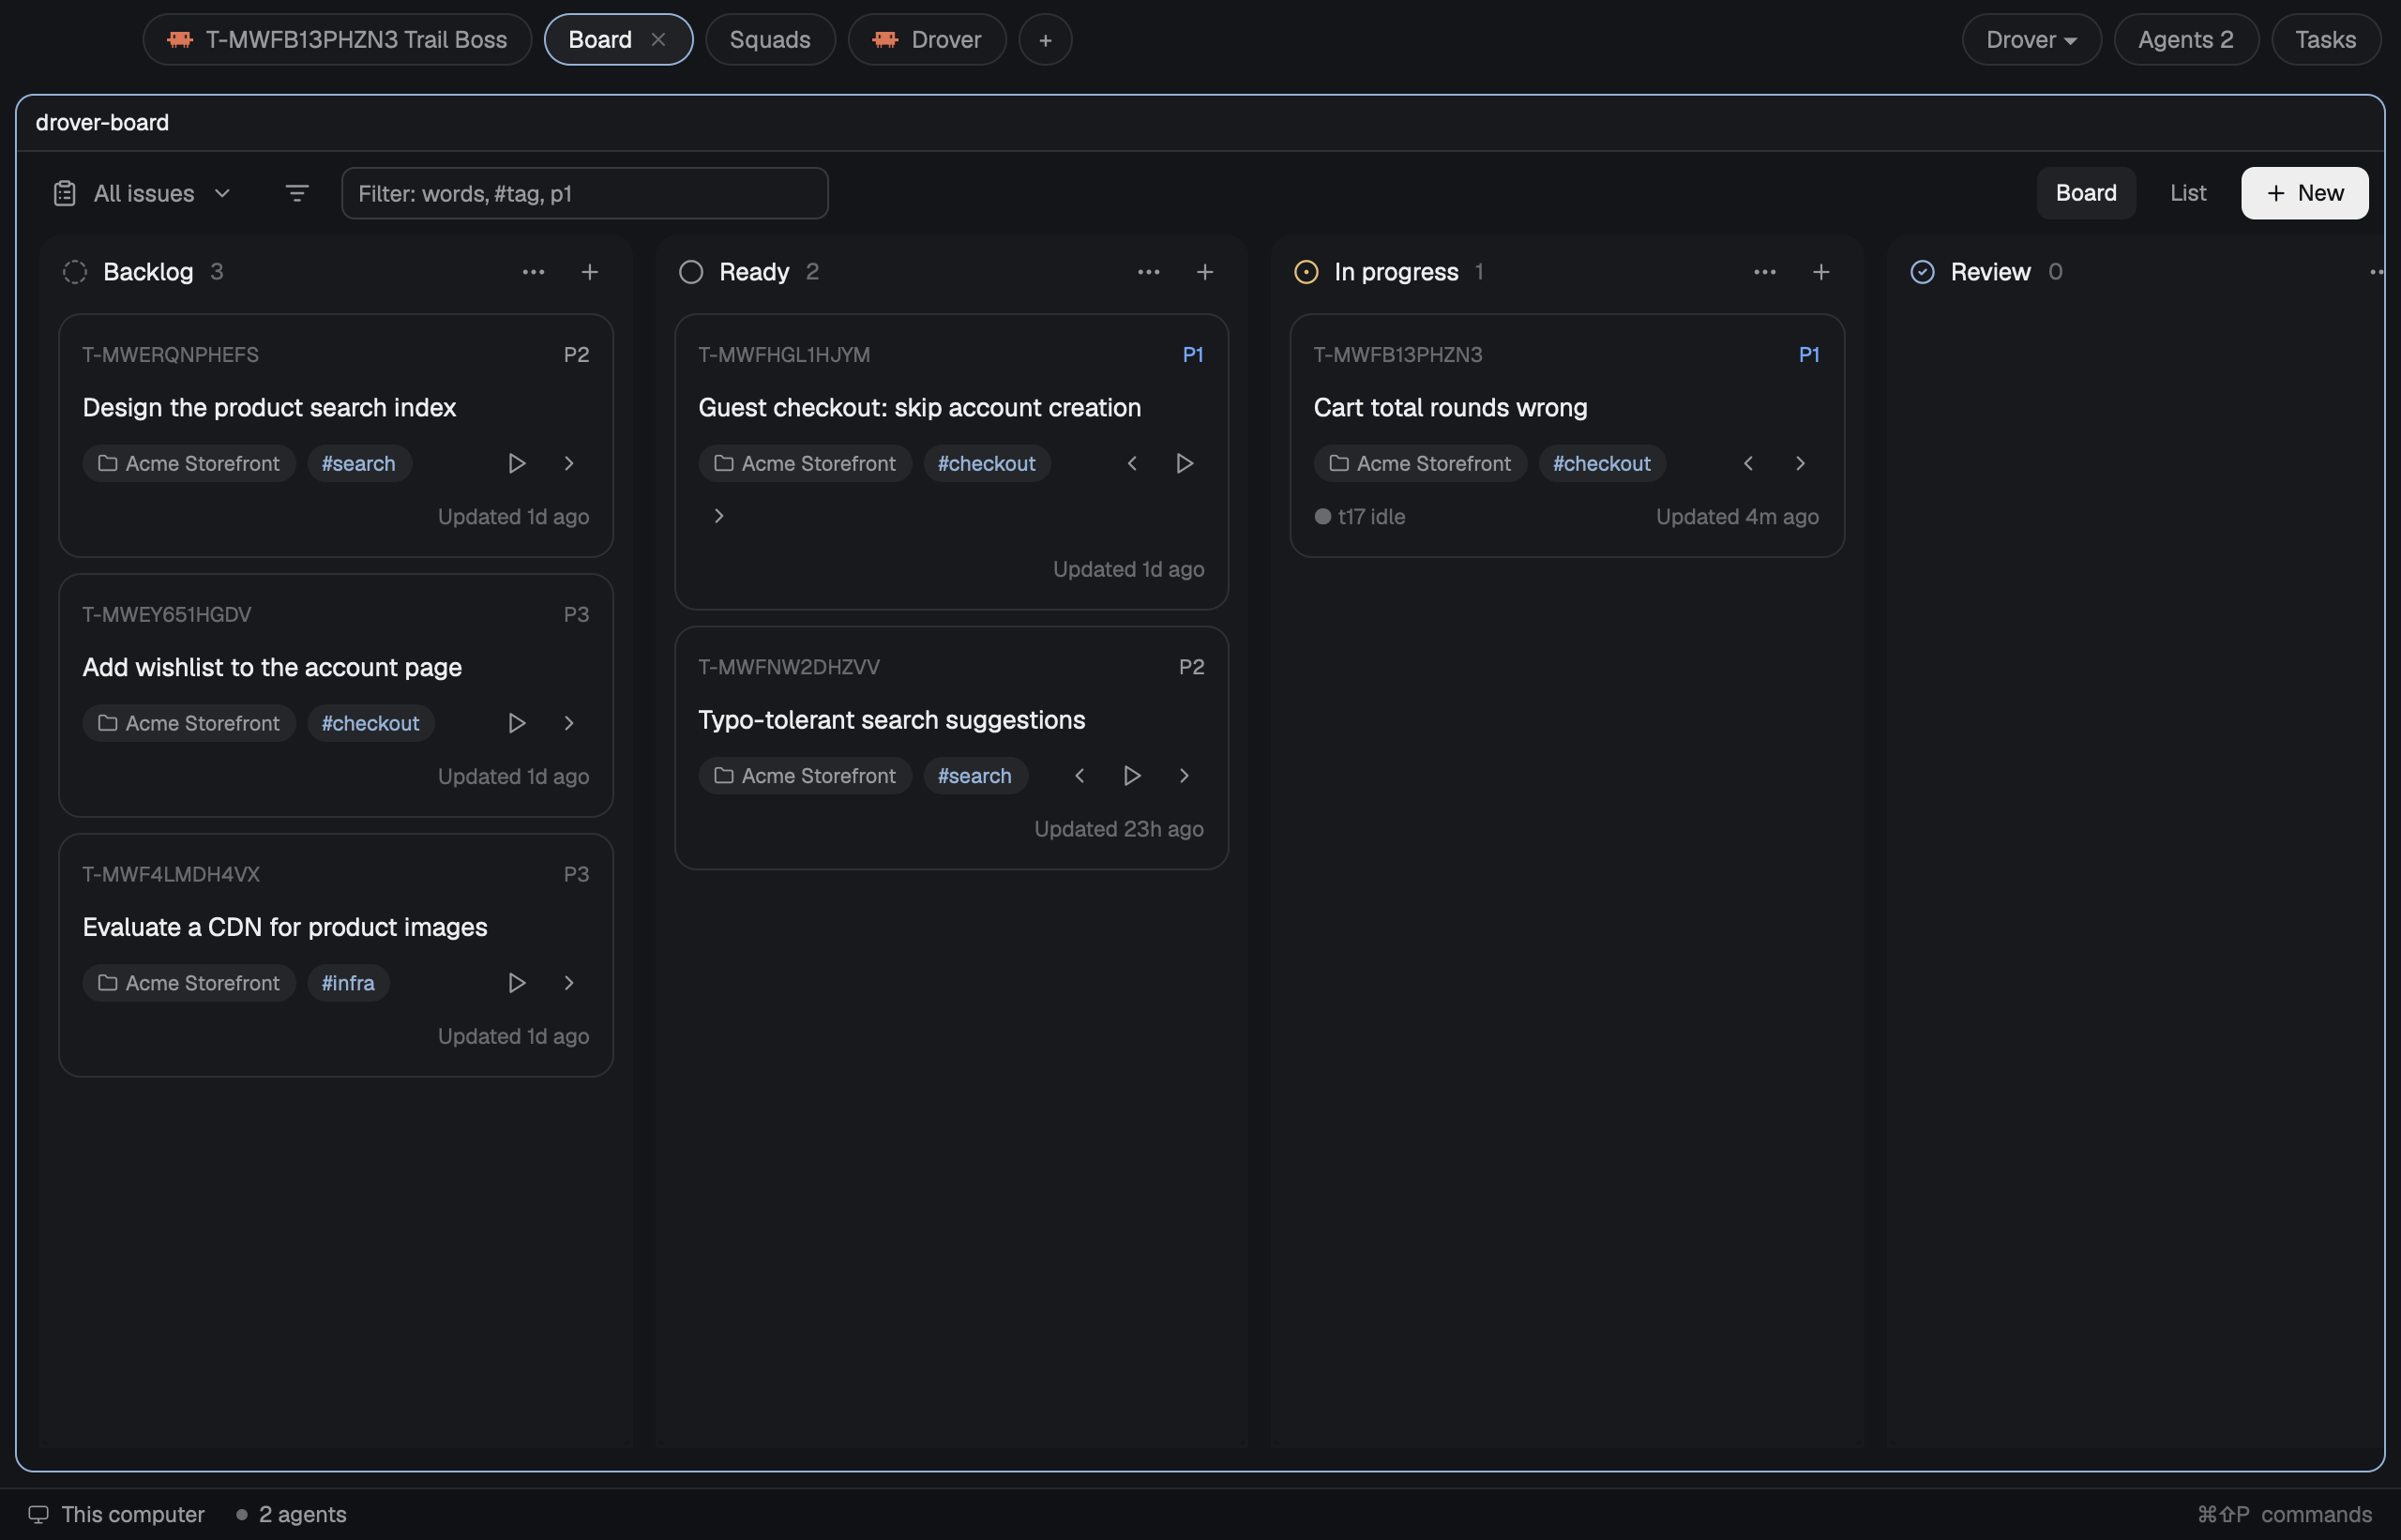 T-MWFB13PHZN3 Trail Boss
Board
Squads
Drover
+
Drover
Agents 2
Tasks
drover-board
All issues
Filter: words, #tag, p1
Board
List
+ New
Backlog 3
T-MWERQNPHEFS P2
Design the product search index
Acme Storefront #search
Updated 1d ago
T-MWEY651HGDV P3
Add wishlist to the account page
Acme Storefront #checkout
Updated 1d ago
T-MWF4LMDH4VX P3
Evaluate a CDN for product images
Acme Storefront #infra
Updated 1d ago
Ready 2
T-MWFHGL1HJYM P1
Guest checkout: skip account creation
Acme Storefront #checkout
Updated 1d ago
T-MWFNW2DHZVV P2
Typo-tolerant search suggestions
Acme Storefront #search
Updated 23h ago
In progress 1
T-MWFB13PHZN3 P1
Cart total rounds wrong
Acme Storefront #checkout
t17 idle Updated 4m ago
Review 0
This computer
2 agents
⌘⇧P commands